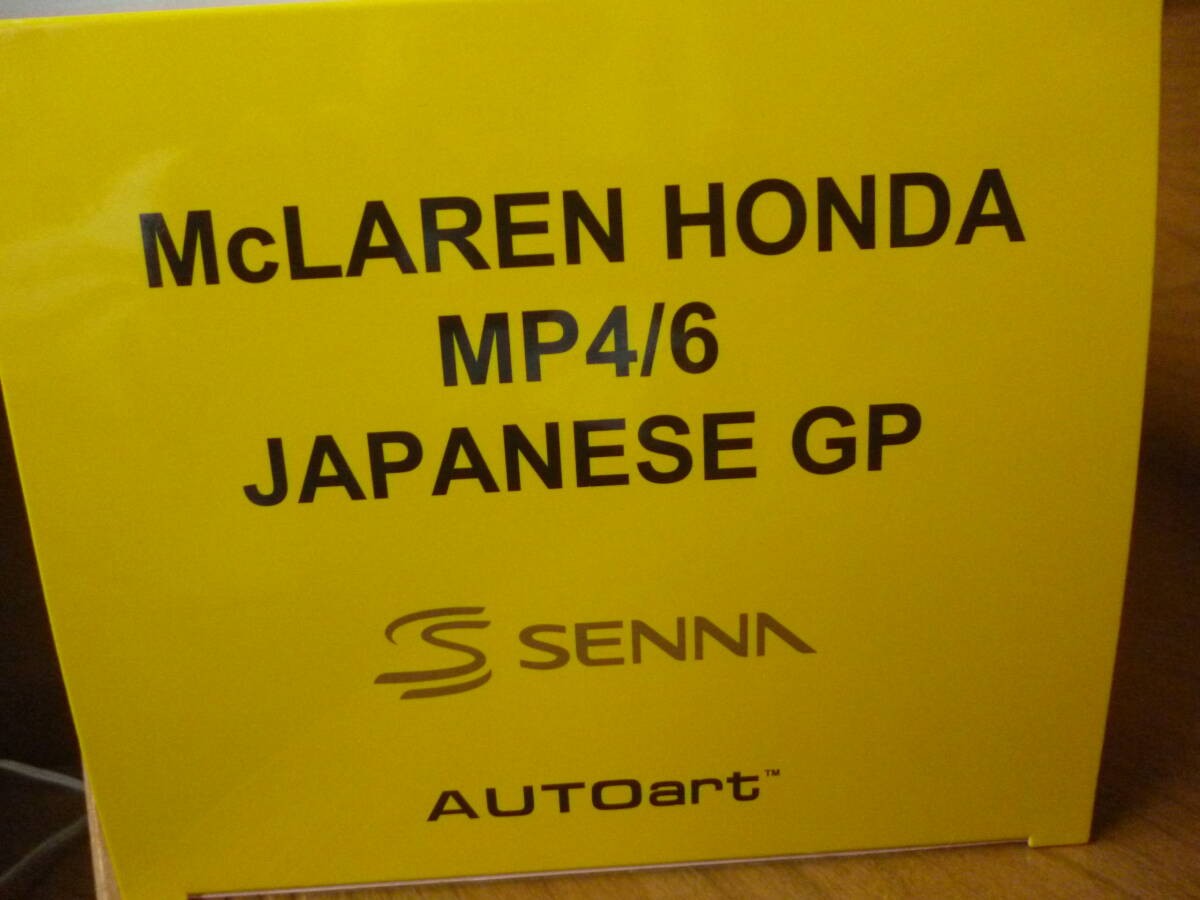 McLAREN HONDA
MP4/6
JAPANESE GP
SENNA
AUTOart™